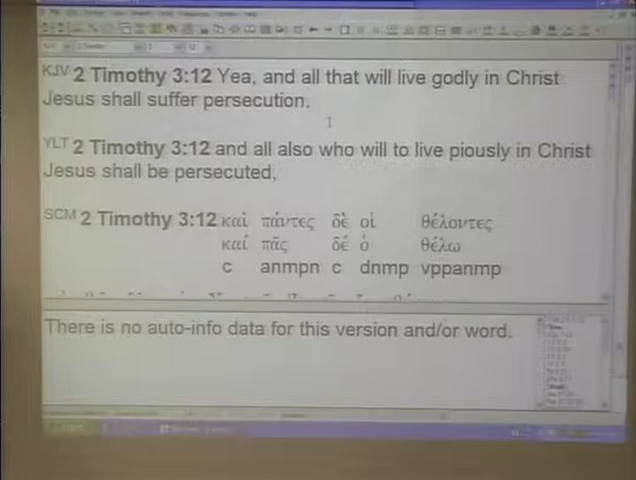 KJV 2 Timothy 3:12 Yea, and all that will live godly in Christ
Jesus shall suffer persecution.
YLT 2 Timothy 3:12 and all also who will to live piously in Christ
Jesus shall be persecuted,
SCM 2 Timothy 3:12 καὶ πάντες δὲ οἱ θέλοντες
καί πᾶς δέ ὁ θέλω
c anmpn c dnmp vppanmp
There is no auto-info data for this version and/or word.